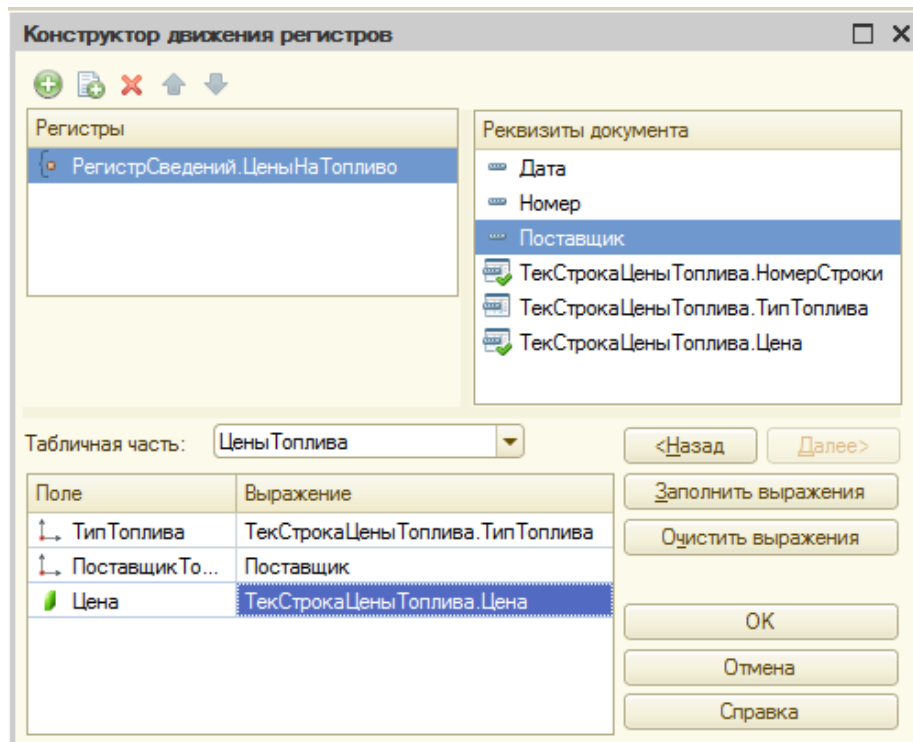 Конструктор движения регистров
Регистры
РегистрСведений.ЦеныНаТопливо
Реквизиты документа
Дата
Номер
Поставщик
ТекСтрокаЦеныТоплива.НомерСтроки
ТекСтрокаЦеныТоплива.ТипТоплива
ТекСтрокаЦеныТоплива.Цена
Табличная часть: ЦеныТоплива
<Назад Далее>
Поле Выражение
ТипТоплива ТекСтрокаЦеныТоплива.ТипТоплива
ПоставщикТо... Поставщик
Цена ТекСтрокаЦеныТоплива.Цена
Заполнить выражения
Очистить выражения
ОК
Отмена
Справка